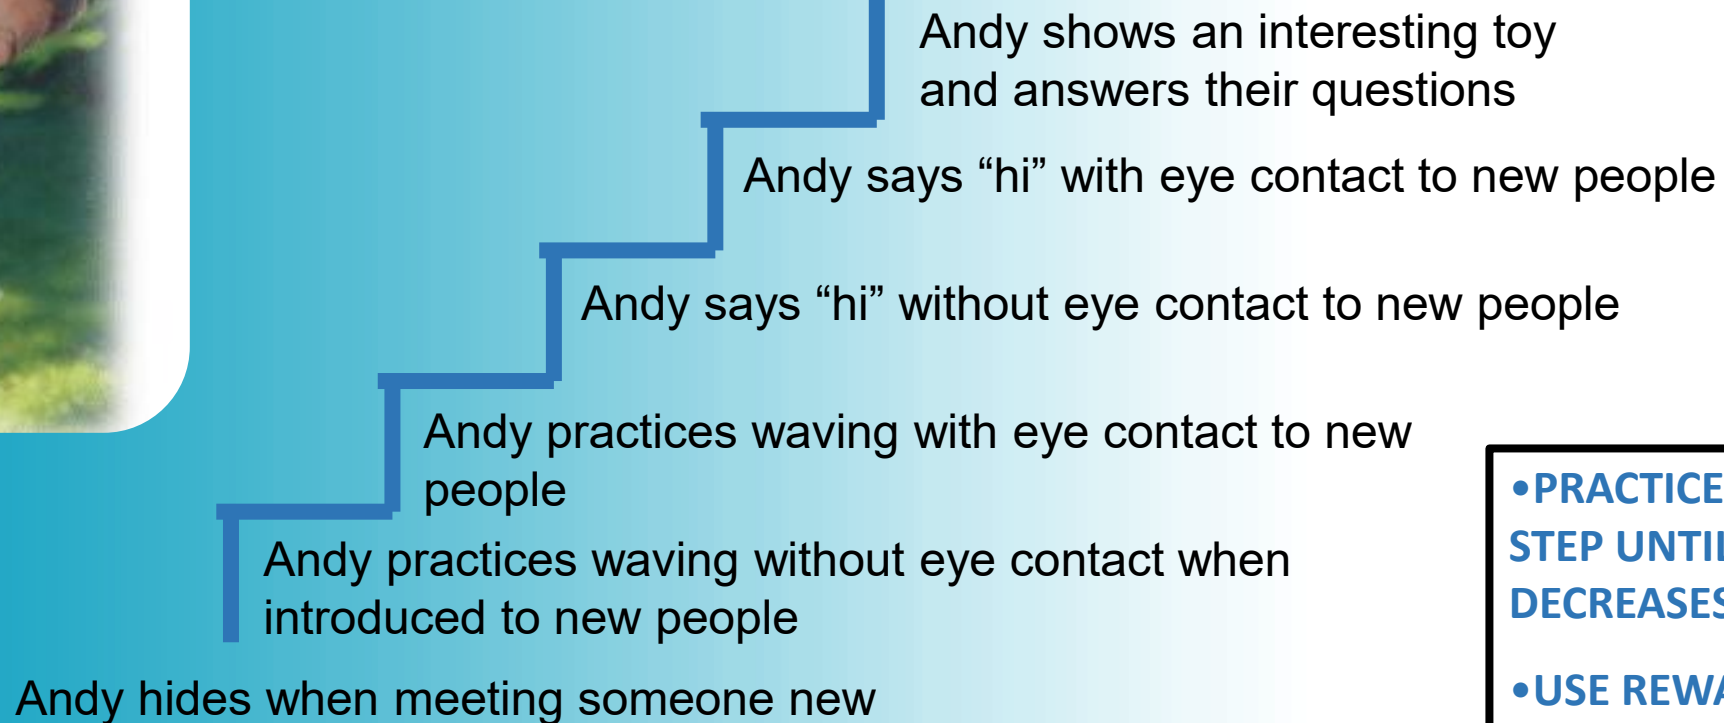 Andy shows an interesting toy
and answers their questions
Andy says “hi” with eye contact to new people
Andy says “hi” without eye contact to new people
Andy practices waving with eye contact to new
people
Andy practices waving without eye contact when
introduced to new people
Andy hides when meeting someone new
•PRACTICE
STEP UNTIL
DECREASES
•USE